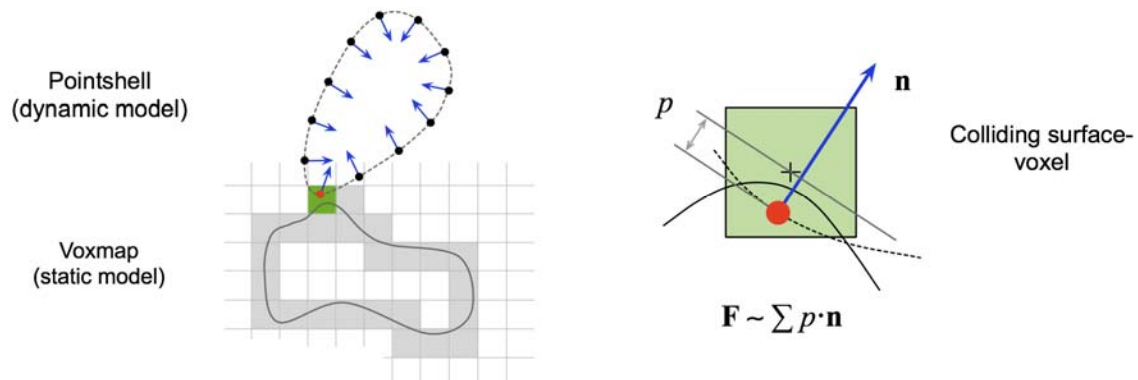 Pointshell
(dynamic model)
Voxmap
(static model)
p
n
Colliding surface-
voxel
F ~ ∑ p·n